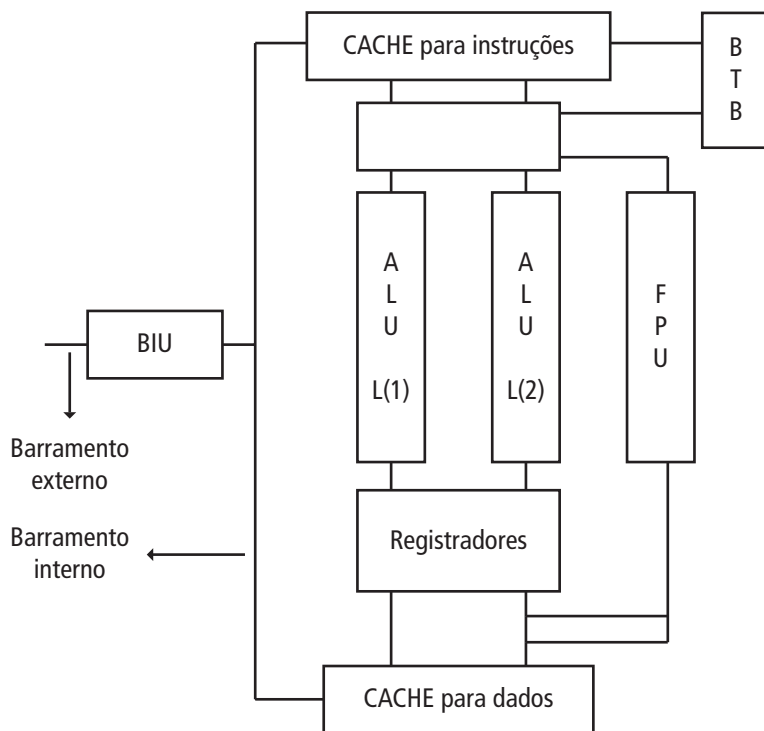 CACHE para instruções
B
T
B
A
L
U
L(1)
A
L
U
L(2)
F
P
U
BIU
Barramento
externo
Barramento
interno
Registradores
CACHE para dados